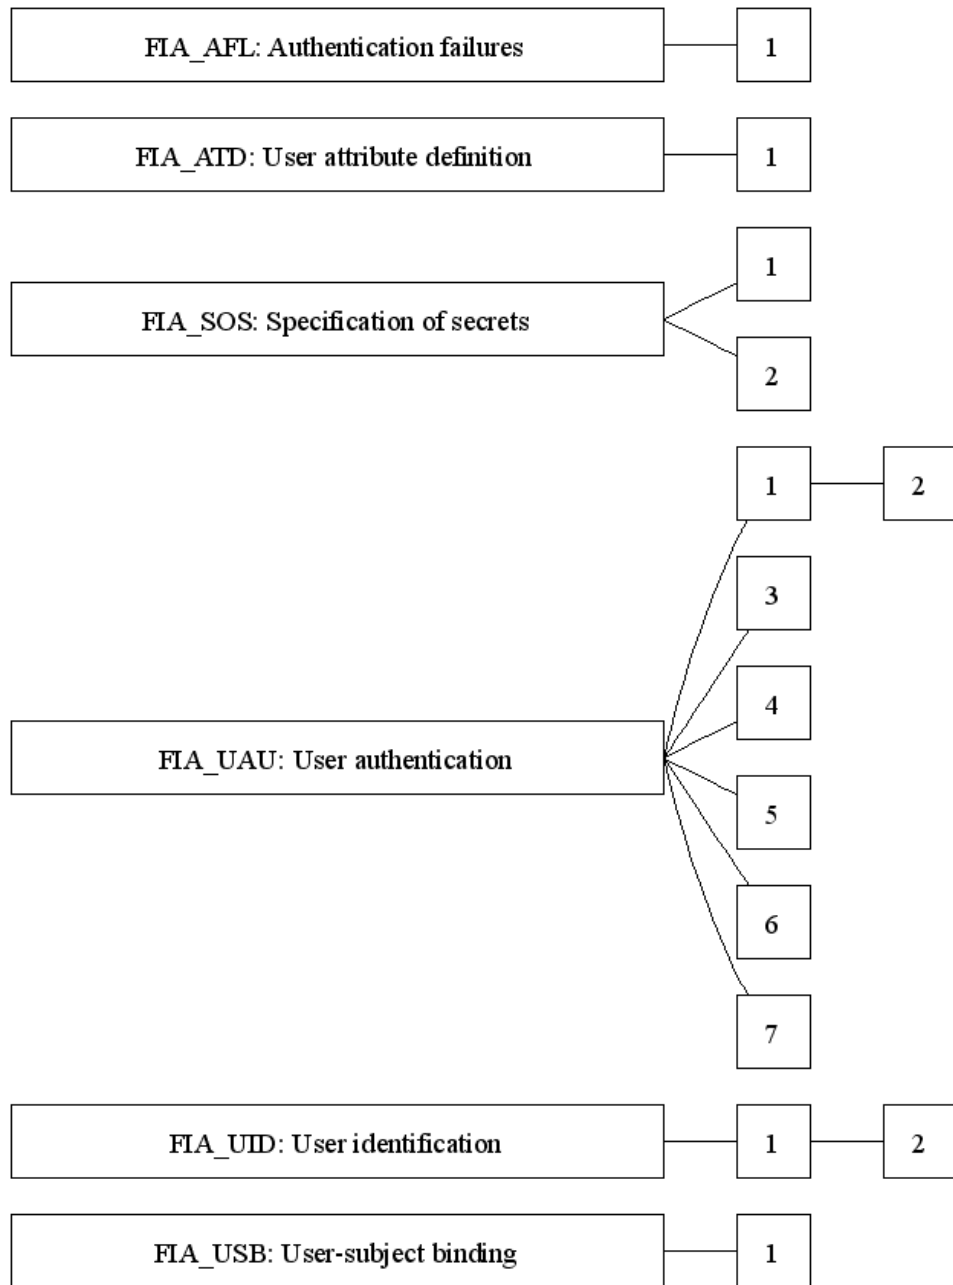 FIA_AFL: Authentication failures 1
FIA_ATD: User attribute definition 1
1
FIA_SOS: Specification of secrets
2
1 2
3
4
FIA_UAU: User authentication
5
6
7
FIA_UID: User identification 1 2
FIA_USB: User-subject binding 1